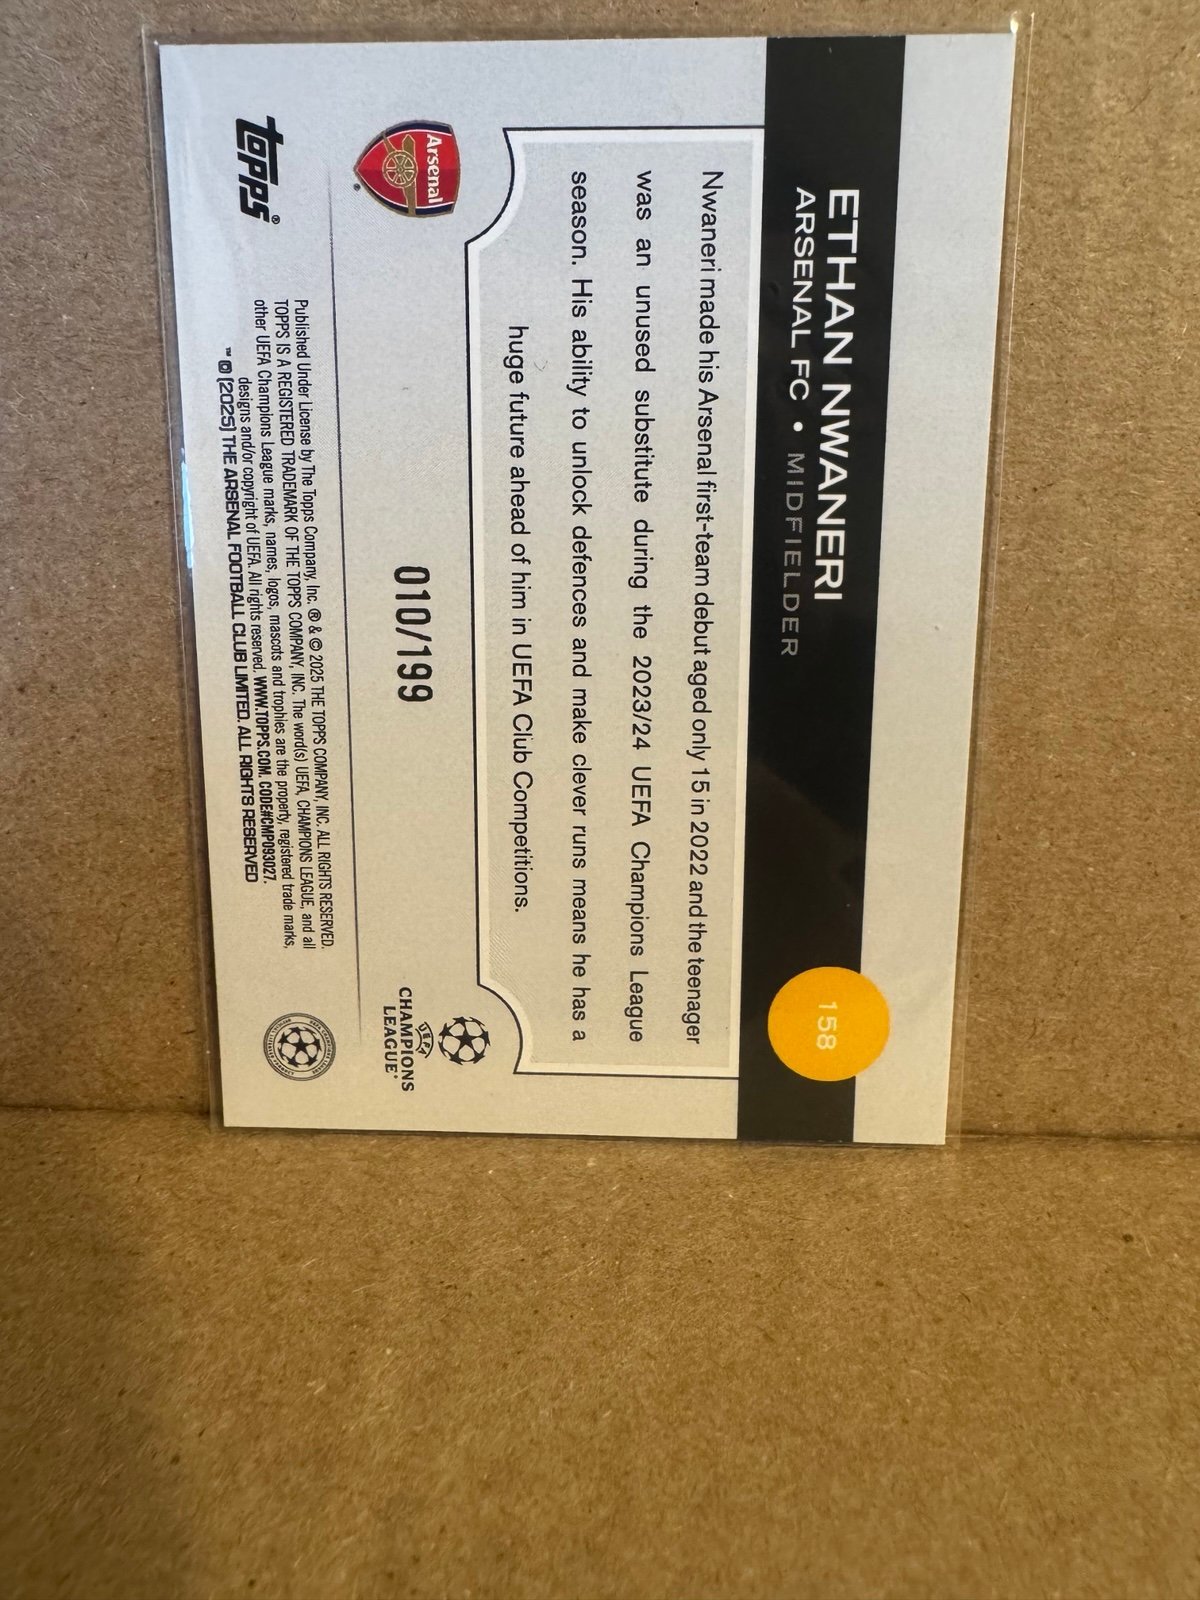 ETHAN NWANERI
ARSENAL FC • MIDFIELDER
158
Nwaneri made his Arsenal first-team debut aged only 15 in 2022 and the teenager
was an unused substitute during the 2023/24 UEFA Champions League
season. His ability to unlock defences and make clever runs means he has a
huge future ahead of him in UEFA Club Competitions.
Arsenal
010/199
UEFA
CHAMPIONS
LEAGUE®
topps®
Published Under License by The Topps Company, Inc. ® & © 2025 THE TOPPS COMPANY, INC. ALL RIGHTS RESERVED.
TOPPS IS A REGISTERED TRADEMARK OF THE TOPPS COMPANY, INC. The word(s) UEFA, CHAMPIONS LEAGUE, and all
other UEFA Champions League marks, names, logos, mascots and trophies are the property, registered trade marks,
designs and/or copyright of UEFA. All rights reserved. WWW.TOPPS.COM. CODE#CMP093027.
™ © [2025] THE ARSENAL FOOTBALL CLUB LIMITED. ALL RIGHTS RESERVED